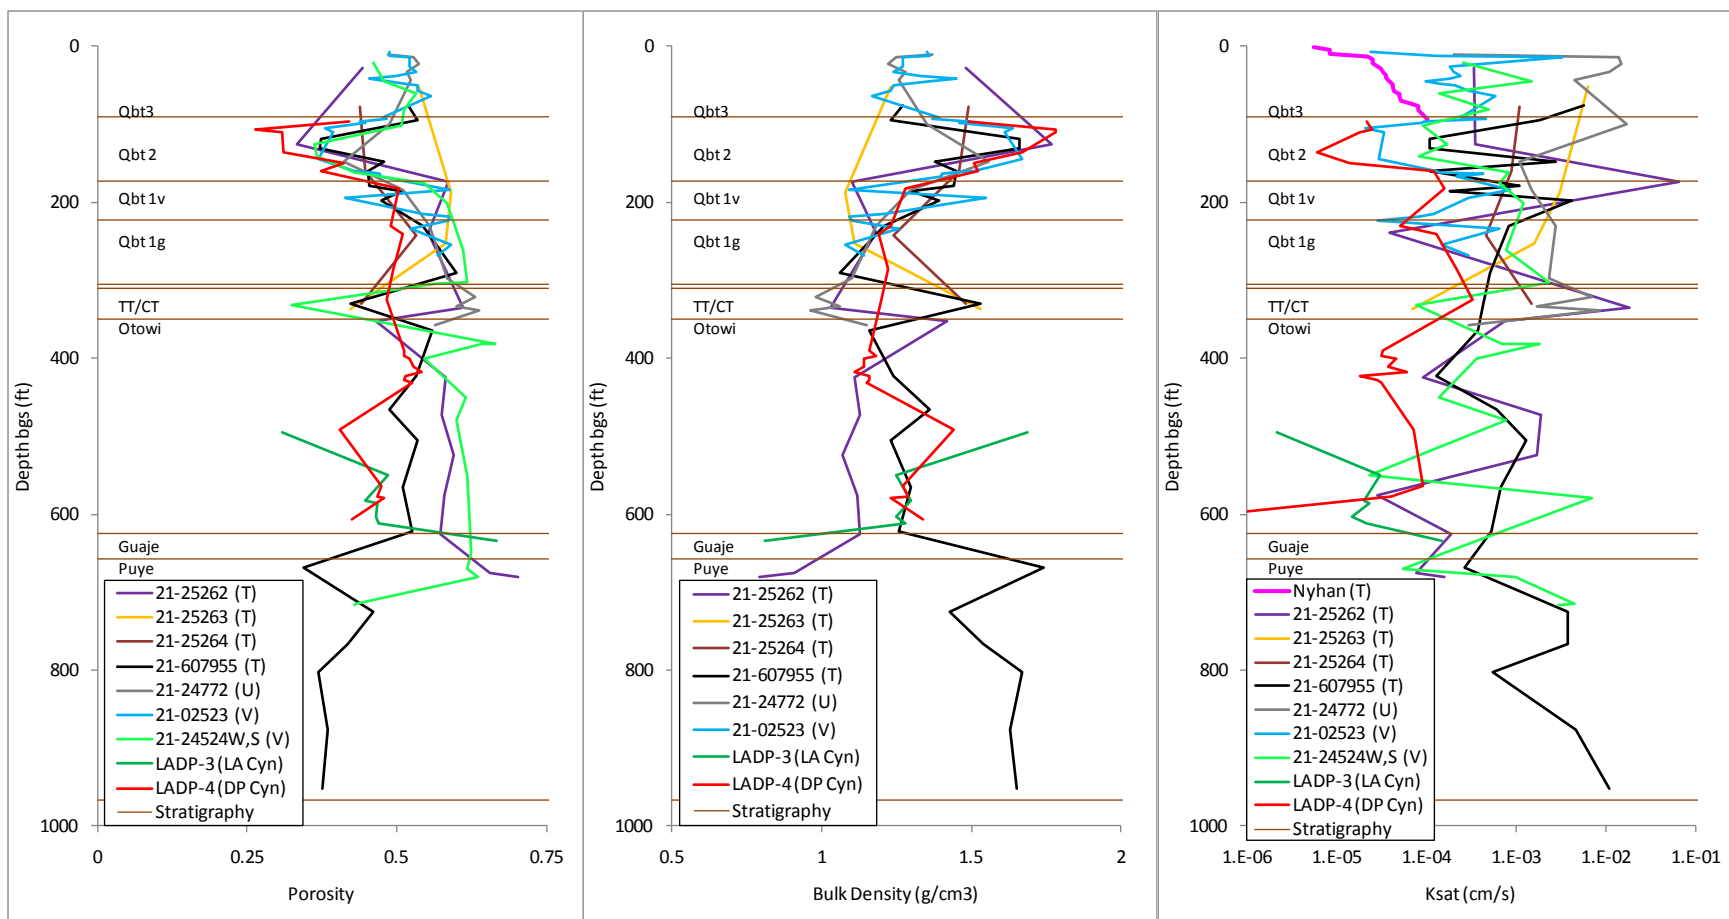 0
200
400
600
800
1000
Depth bgs (ft)
Qbt3
Qbt 2
Qbt 1v
Qbt 1g
TT/CT
Otowi
Guaje
Puye
21-25262 (T)
21-25263 (T)
21-25264 (T)
21-607955 (T)
21-24772 (U)
21-02523 (V)
21-24524W,S (V)
LADP-3 (LA Cyn)
LADP-4 (DP Cyn)
Stratigraphy
0
0.25
0.5
0.75
Porosity
0
200
400
600
800
1000
Depth bgs (ft)
Qbt3
Qbt 2
Qbt 1v
Qbt 1g
TT/CT
Otowi
Guaje
Puye
21-25262 (T)
21-25263 (T)
21-25264 (T)
21-607955 (T)
21-24772 (U)
21-02523 (V)
LADP-3 (LA Cyn)
LADP-4 (DP Cyn)
Stratigraphy
0.5
1
1.5
2
Bulk Density (g/cm3)
0
200
400
600
800
1000
Depth bgs (ft)
Qbt3
Qbt 2
Qbt 1v
Qbt 1g
TT/CT
Otowi
Guaje
Puye
Nyhan (T)
21-25262 (T)
21-25263 (T)
21-25264 (T)
21-607955 (T)
21-24772 (U)
21-02523 (V)
21-24524W,S (V)
LADP-3 (LA Cyn)
LADP-4 (DP Cyn)
Stratigraphy
1.E-06
1.E-05
1.E-04
1.E-03
1.E-02
1.E-01
Ksat (cm/s)